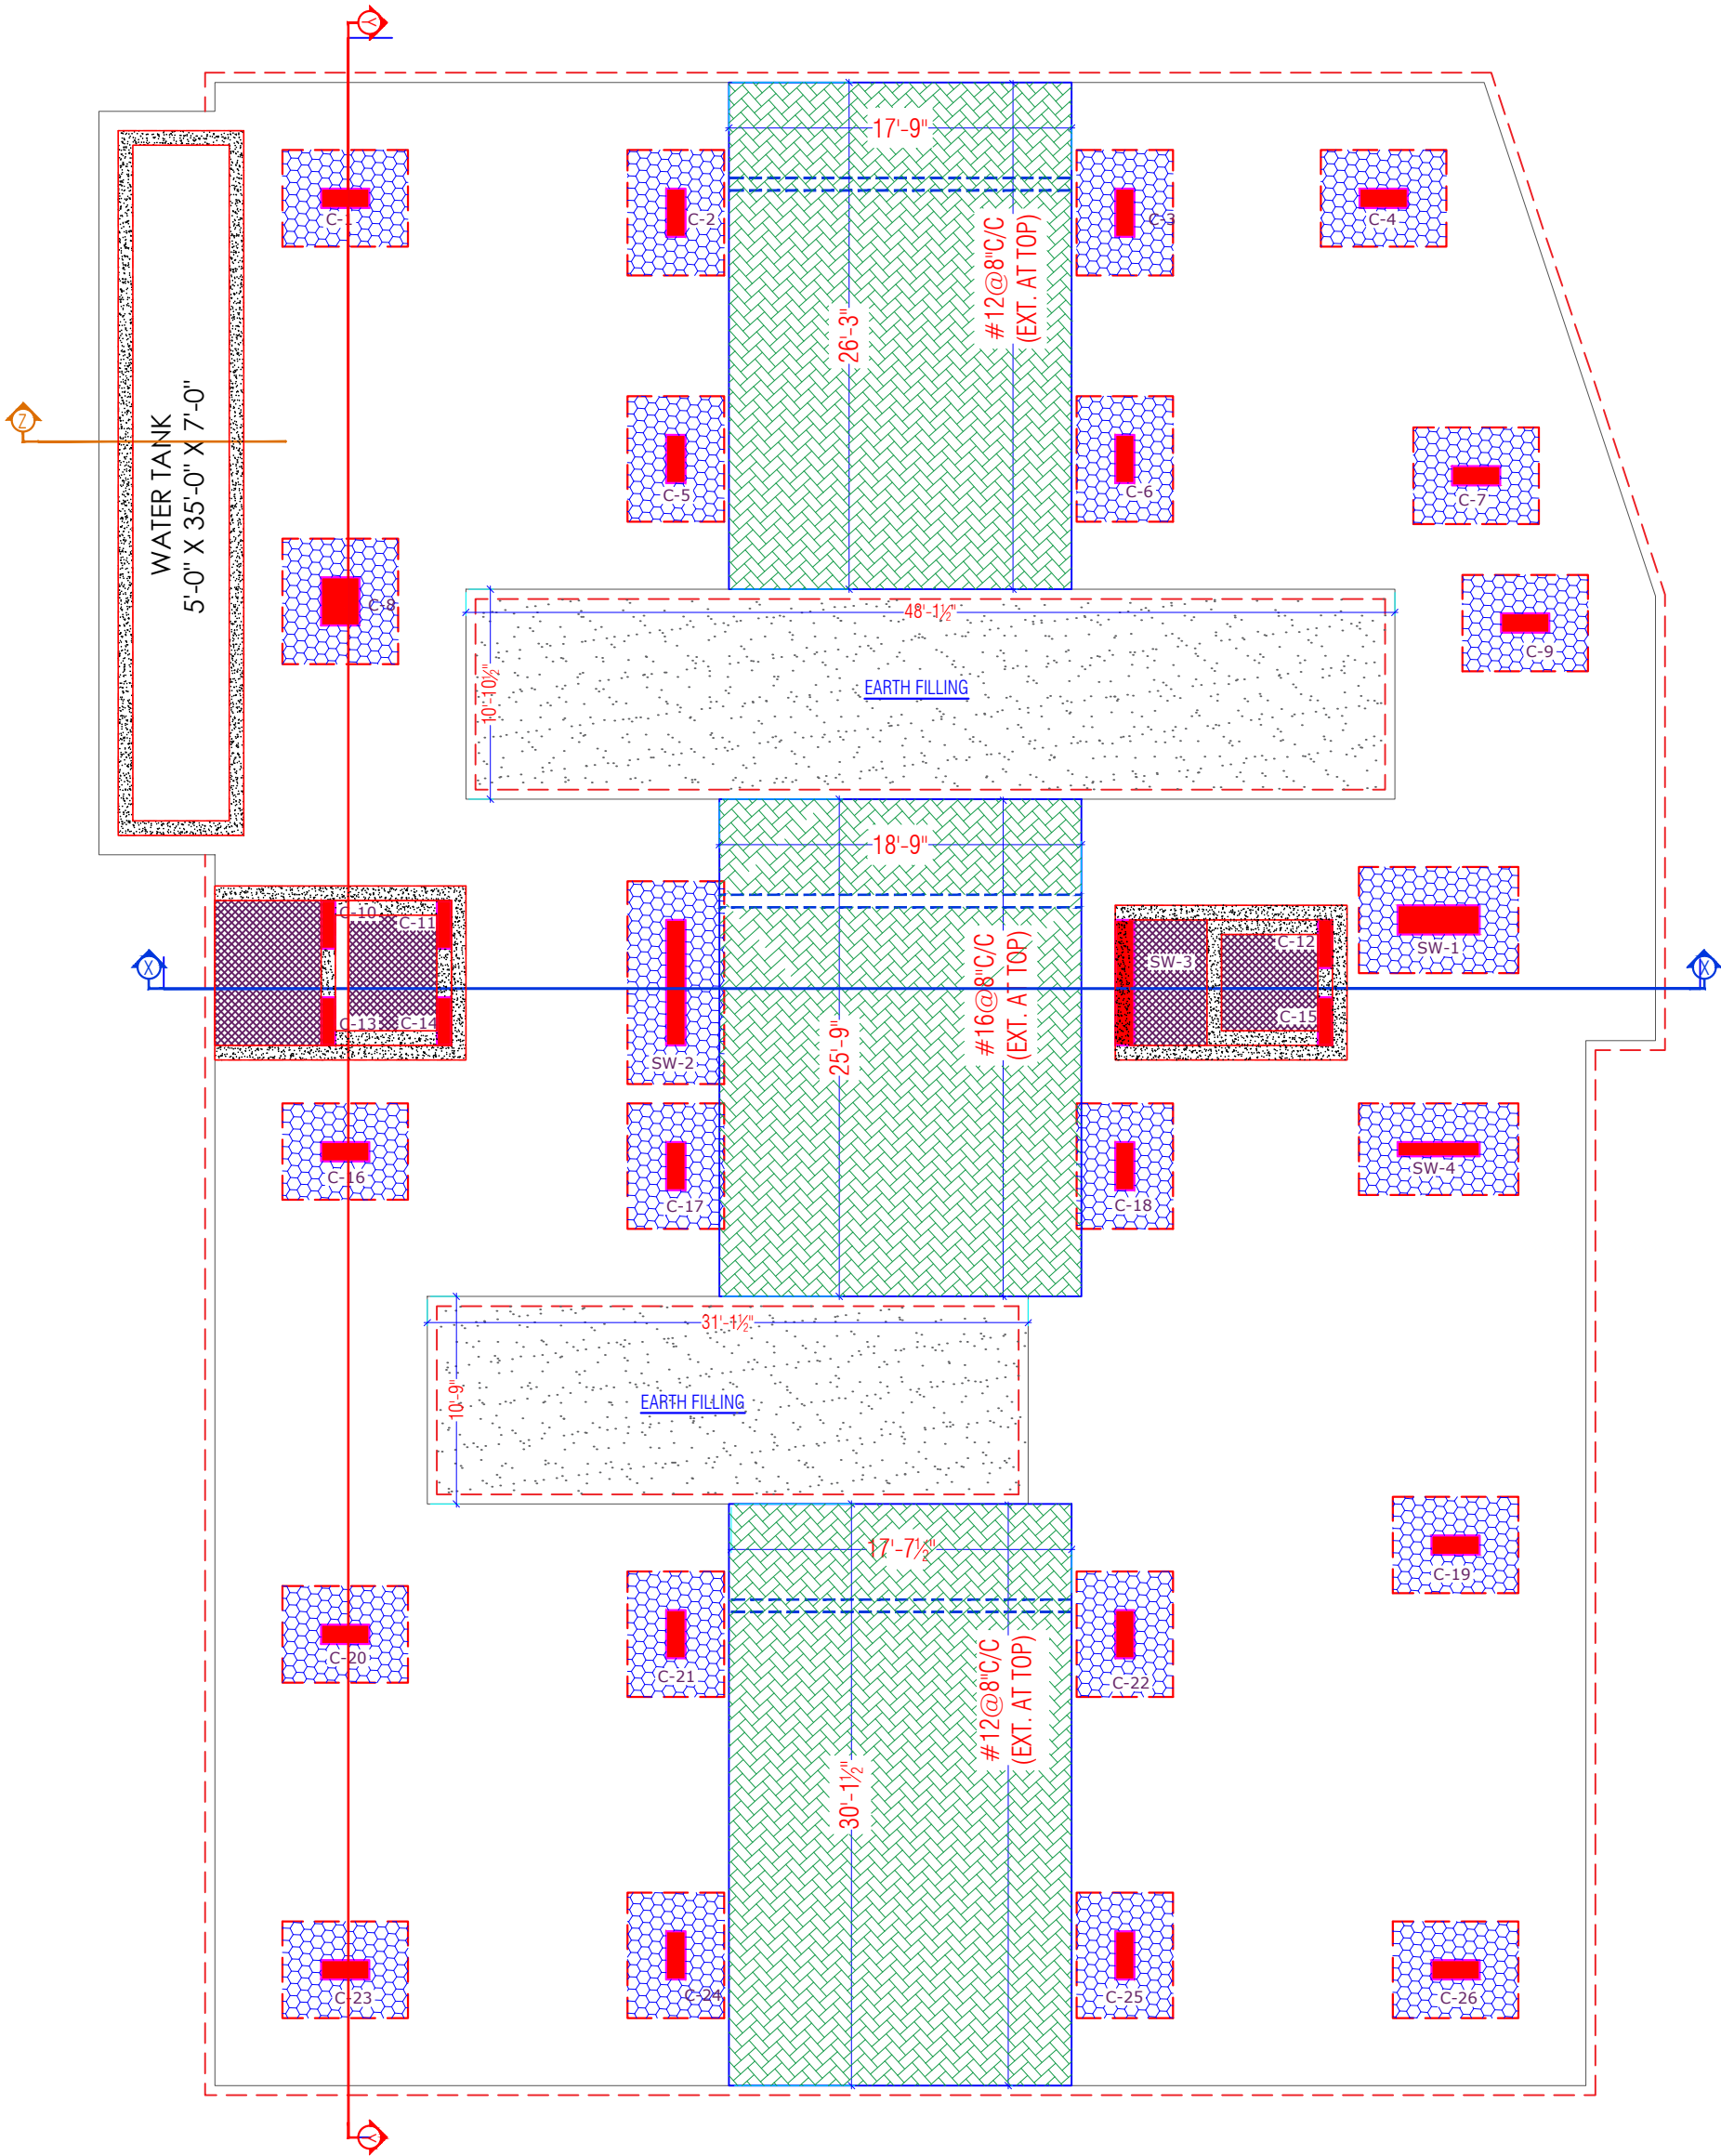 Y
17'-9"
C-1
C-2
C-3
C-4
#12@8"C/C
(EXT. AT TOP)
26'-3"
Z
WATER TANK
5'-0" X 35'-0" X 7'-0"
C-5
C-6
C-7
C-8
48'-1½"
C-9
10'-10½"
EARTH FILLING
18'-9"
C-10
C-11
C-12
SW-1
SW-3
#16@8"C/C
(EXT. AT TOP)
X
X
C-13
C-14
C-15
SW-2
25'-9"
C-16
C-17
C-18
SW-4
31'-1½"
10'-9"
EARTH FILLING
17'-7½"
C-19
C-20
C-21
C-22
#12@8"C/C
(EXT. AT TOP)
30'-1½"
C-23
C-24
C-25
C-26
Y